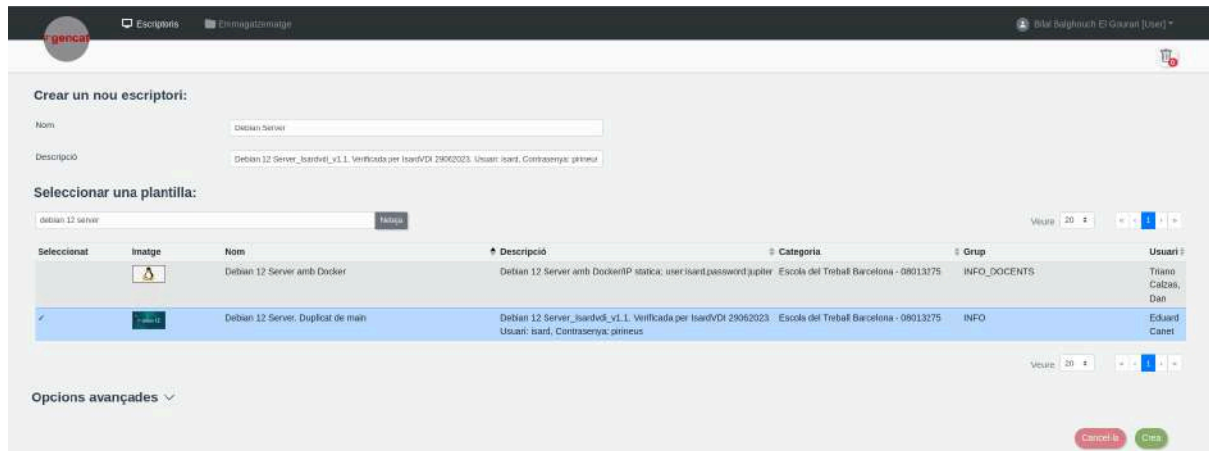 Escriptoris
Emmagatzematge
Bilal Balghouch El Gourari [User]
gencat
0
Crear un nou escriptori:
Nom
Debian Server
Descripció
Debian 12 Server_Isardvdi_v1.1. Verificada per IsardVDI 29062023. Usuari: isard, Contrasenya: pirineus
Seleccionar una plantilla:
debian 12 server
Neteja
Veure 20
« ‹ 1 › »
Seleccionat Imatge Nom Descripció Categoria Grup Usuari
Debian 12 Server amb Docker Debian 12 Server amb Docker/IP statica: user:isard,password:jupiter Escola del Treball Barcelona - 08013275 INFO_DOCENTS Triano
Calzas,
Dan
✓ Debian 12 Server. Duplicat de main Debian 12 Server_Isardvdi_v1.1. Verificada per IsardVDI 29062023 Escola del Treball Barcelona - 08013275 INFO Eduard
Usuari: isard, Contrasenya: pirineus Canet
Veure 20
« ‹ 1 › »
Opcions avançades
Cancel·la
Crea